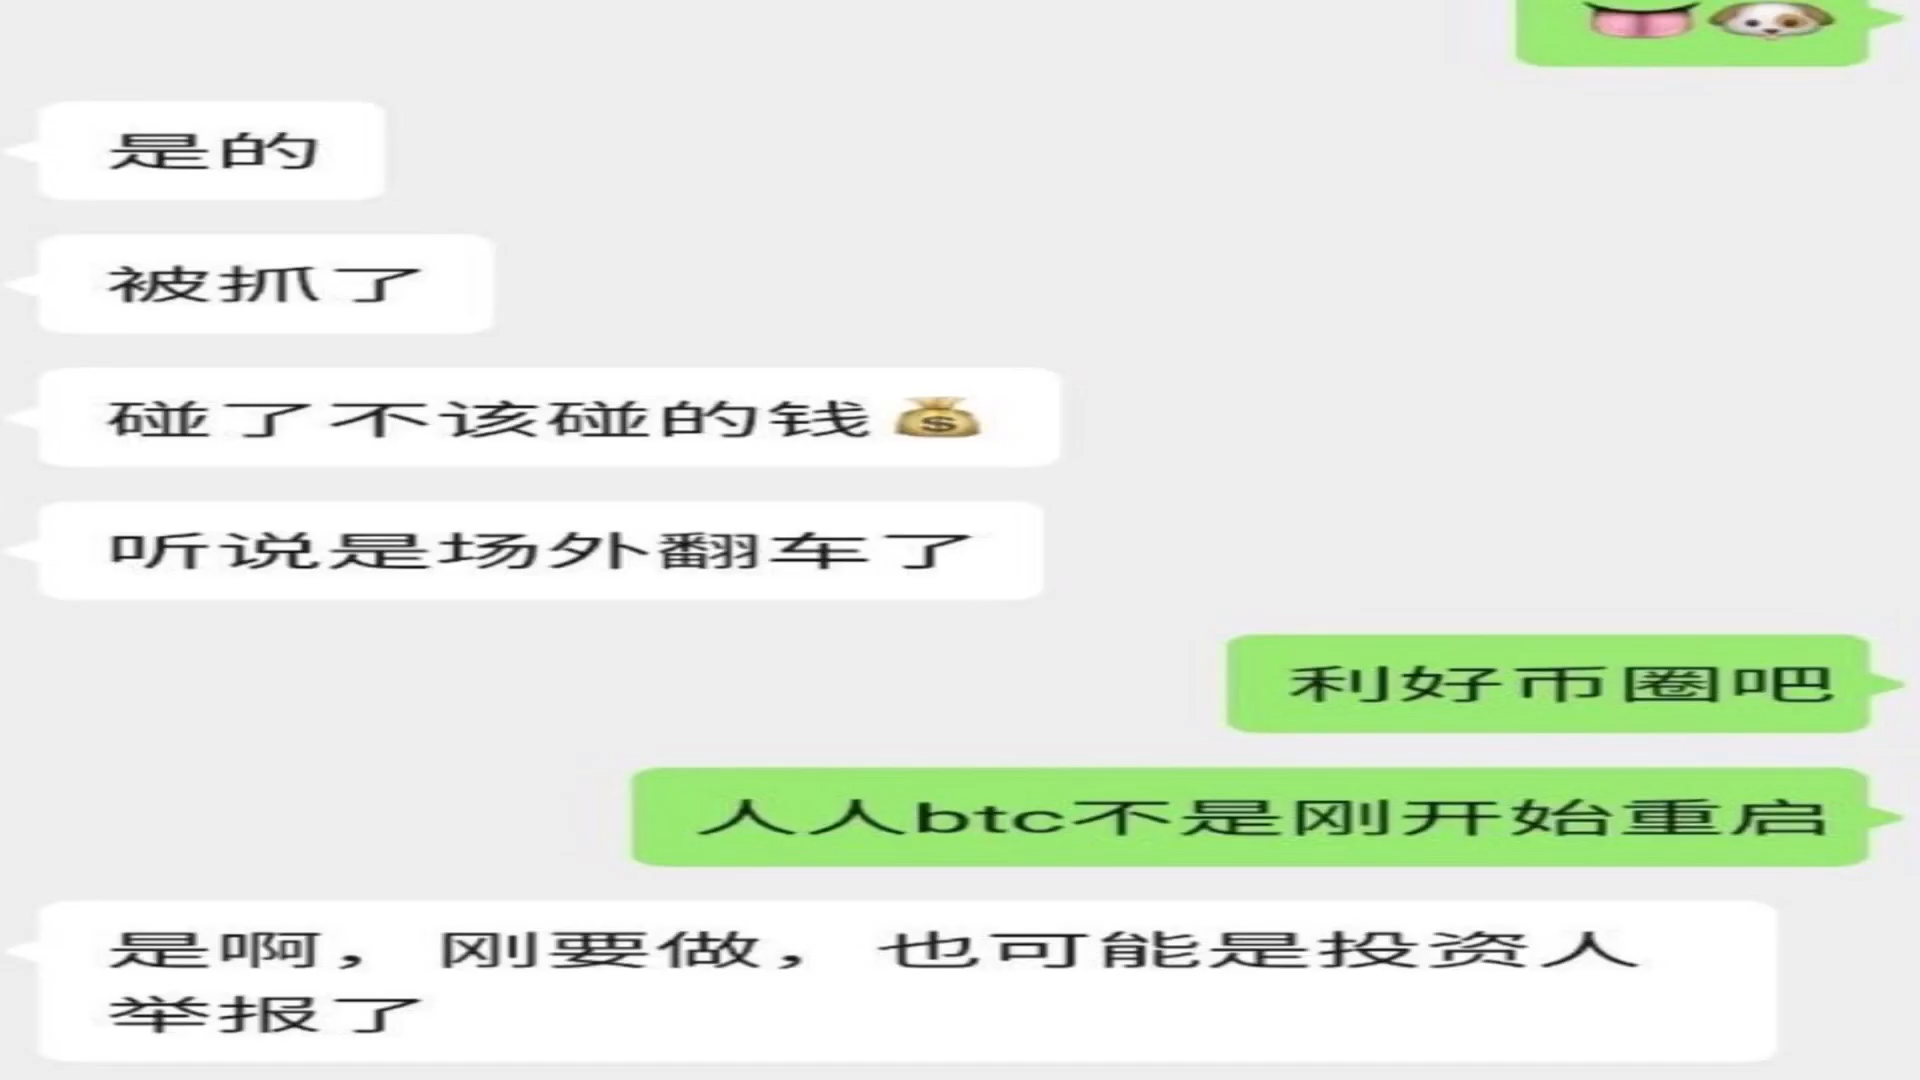 是的
被抓了
碰了不该碰的钱💰
听说是场外翻车了
利好币圈吧
人人btc不是刚开始重启
是啊，刚要做，也可能是投资人
举报了